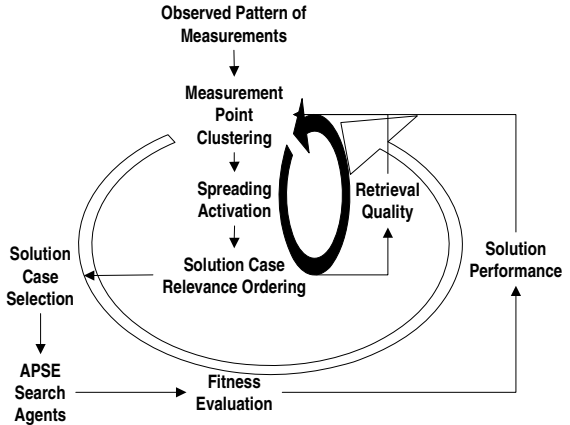 Observed Pattern of
Measurements
Measurement
Point
Clustering
Spreading
Activation
Retrieval
Quality
Solution Case
Relevance Ordering
Solution
Case
Selection
Solution
Performance
APSE
Search
Agents
Fitness
Evaluation